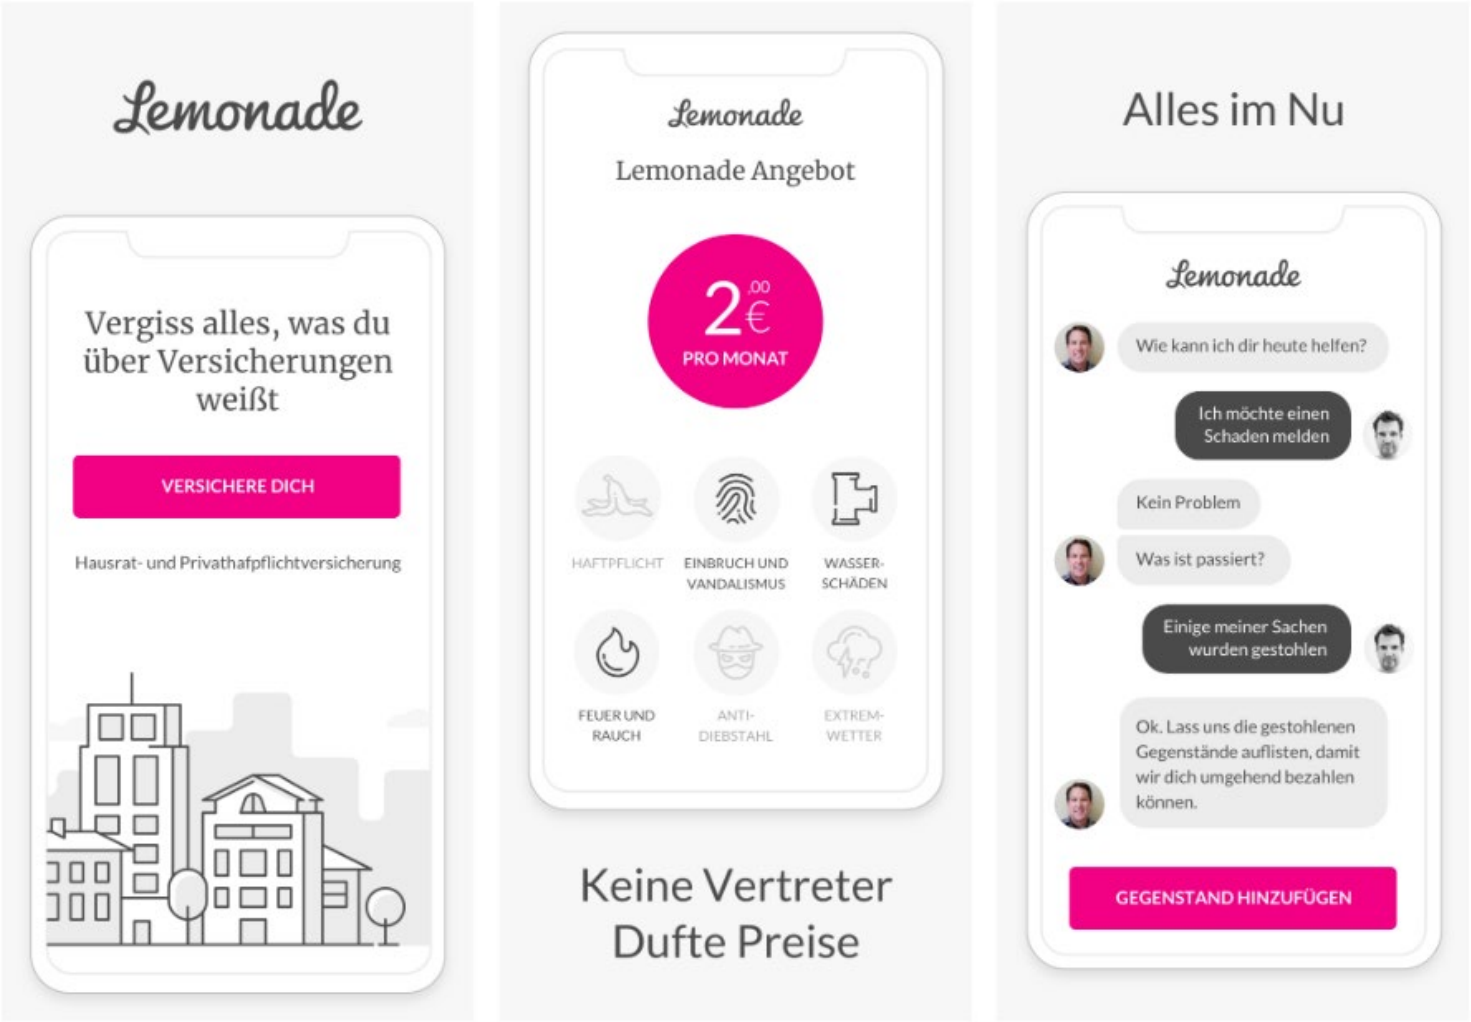 Lemonade
Vergiss alles, was du
über Versicherungen
weißt
VERSICHERE DICH
Hausrat- und Privathafpflichtversicherung
Lemonade
Lemonade Angebot
2,00 €
PRO MONAT
HAFTPFLICHT
EINBRUCH UND
VANDALISMUS
WASSER-
SCHÄDEN
FEUER UND
RAUCH
ANTI-
DIEBSTAHL
EXTREM-
WETTER
Keine Vertreter
Dufte Preise
Alles im Nu
Lemonade
Wie kann ich dir heute helfen?
Ich möchte einen
Schaden melden
Kein Problem
Was ist passiert?
Einige meiner Sachen
wurden gestohlen
Ok. Lass uns die gestohlenen
Gegenstände auflisten, damit
wir dich umgehend bezahlen
können.
GEGENSTAND HINZUFÜGEN